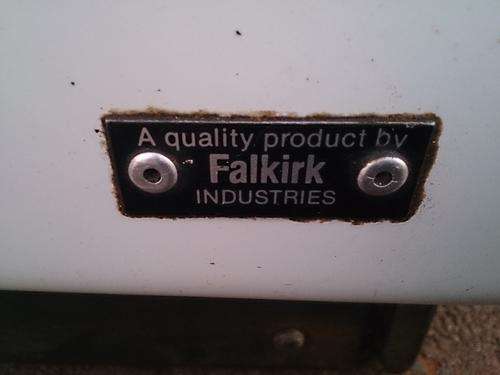 A quality product by
Falkirk
INDUSTRIES